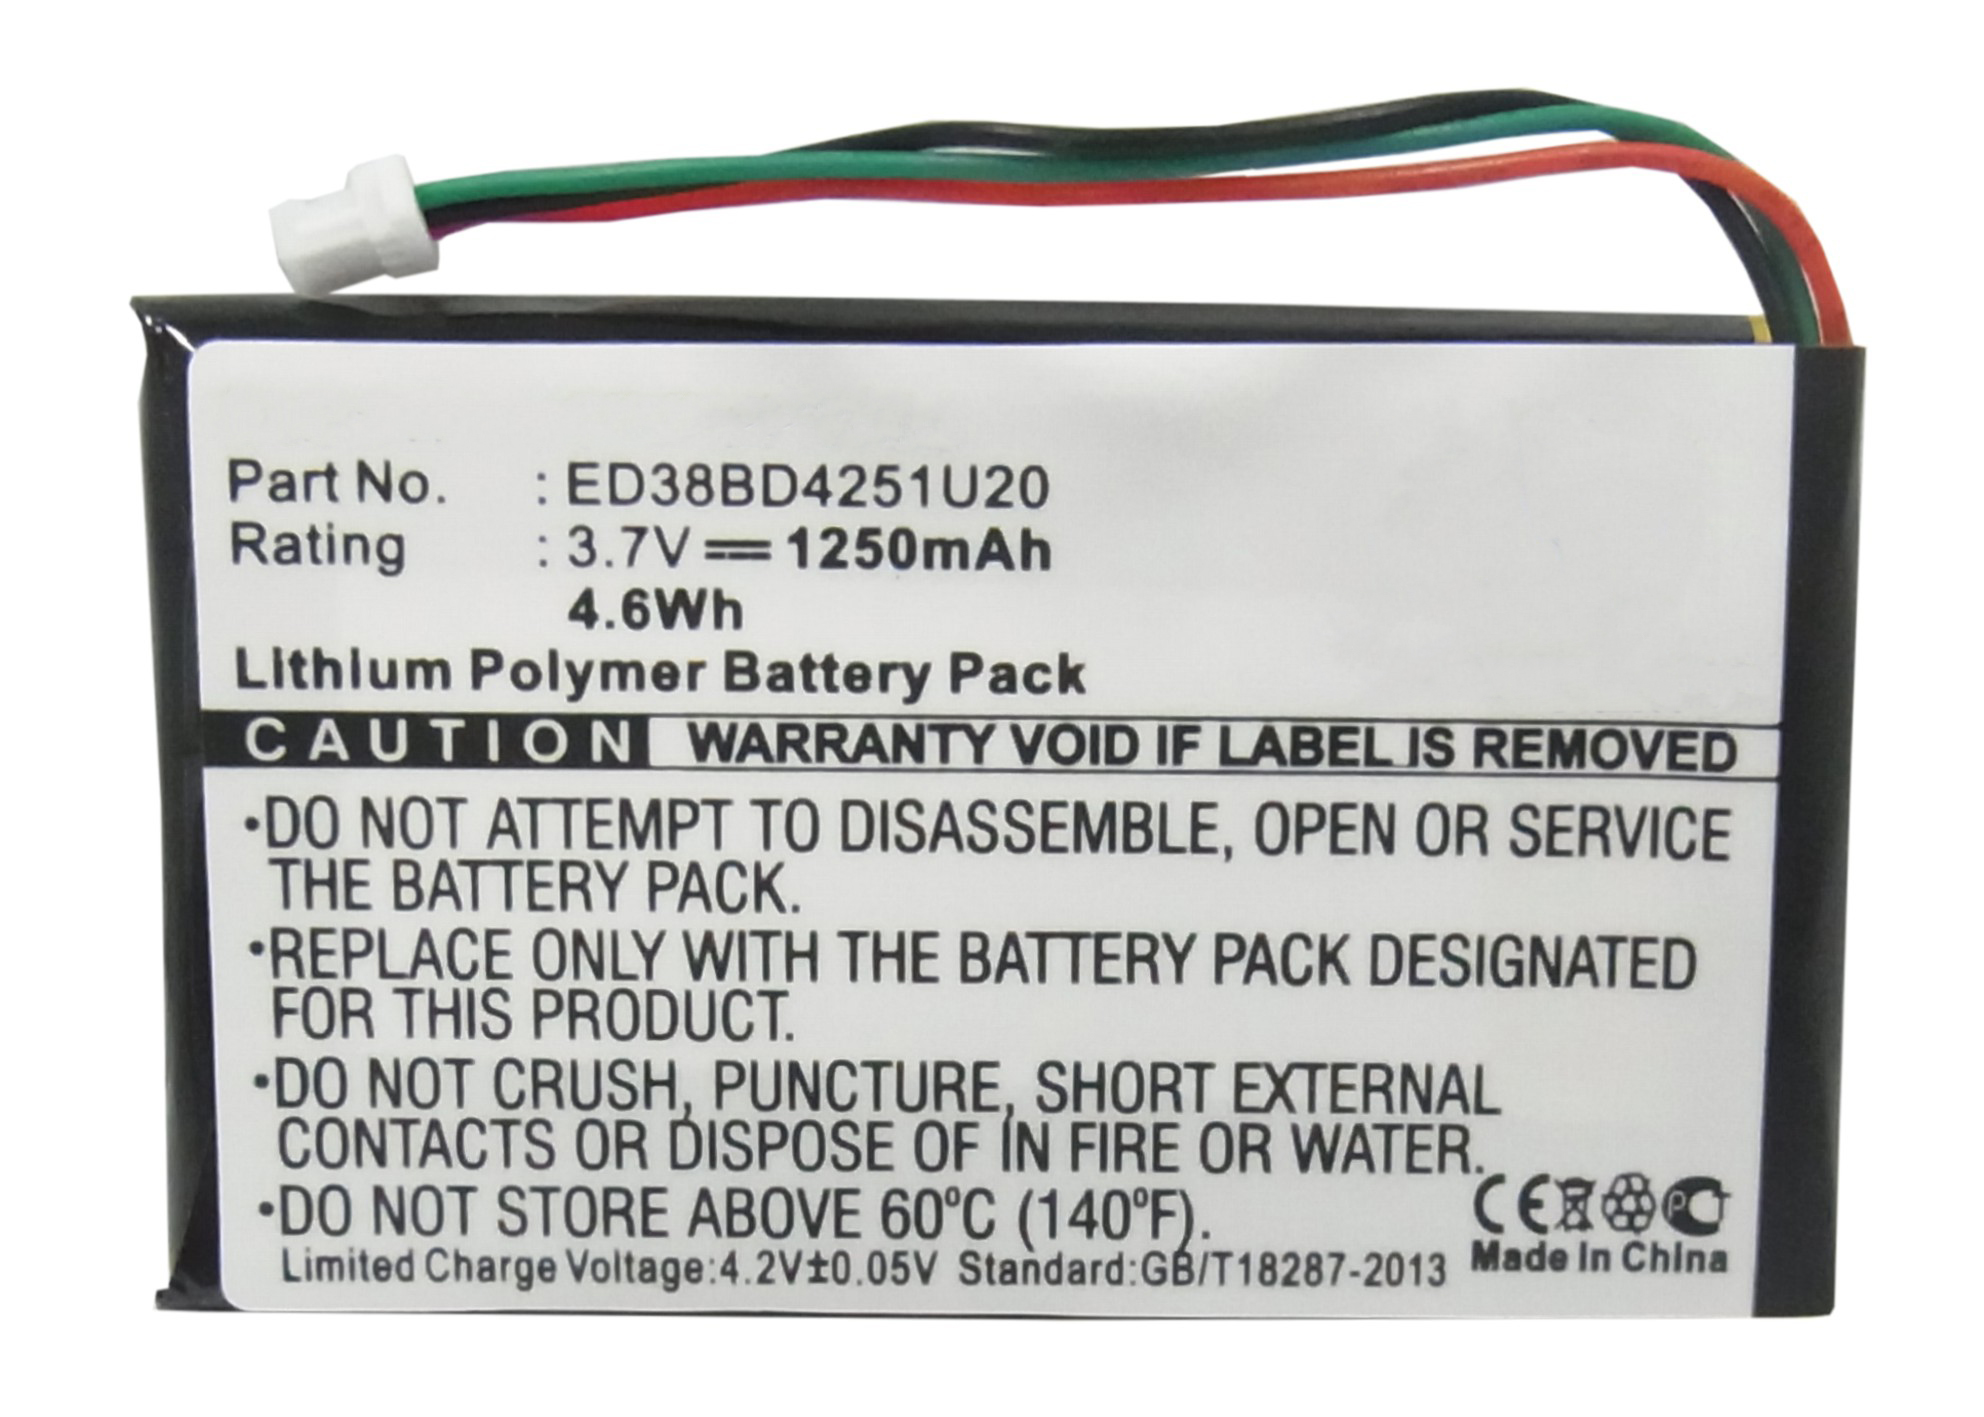 Part No. : ED38BD4251U20
Rating : 3.7V ⎓ 1250mAh
4.6Wh
Lithium Polymer Battery Pack
CAUTION WARRANTY VOID IF LABEL IS REMOVED
•DO NOT ATTEMPT TO DISASSEMBLE, OPEN OR SERVICE
THE BATTERY PACK.
•REPLACE ONLY WITH THE BATTERY PACK DESIGNATED
FOR THIS PRODUCT.
•DO NOT CRUSH, PUNCTURE, SHORT EXTERNAL
CONTACTS OR DISPOSE OF IN FIRE OR WATER.
•DO NOT STORE ABOVE 60ºC (140ºF).
CE
Limited Charge Voltage:4.2V±0.05V Standard:GB/T18287-2013
Made In China